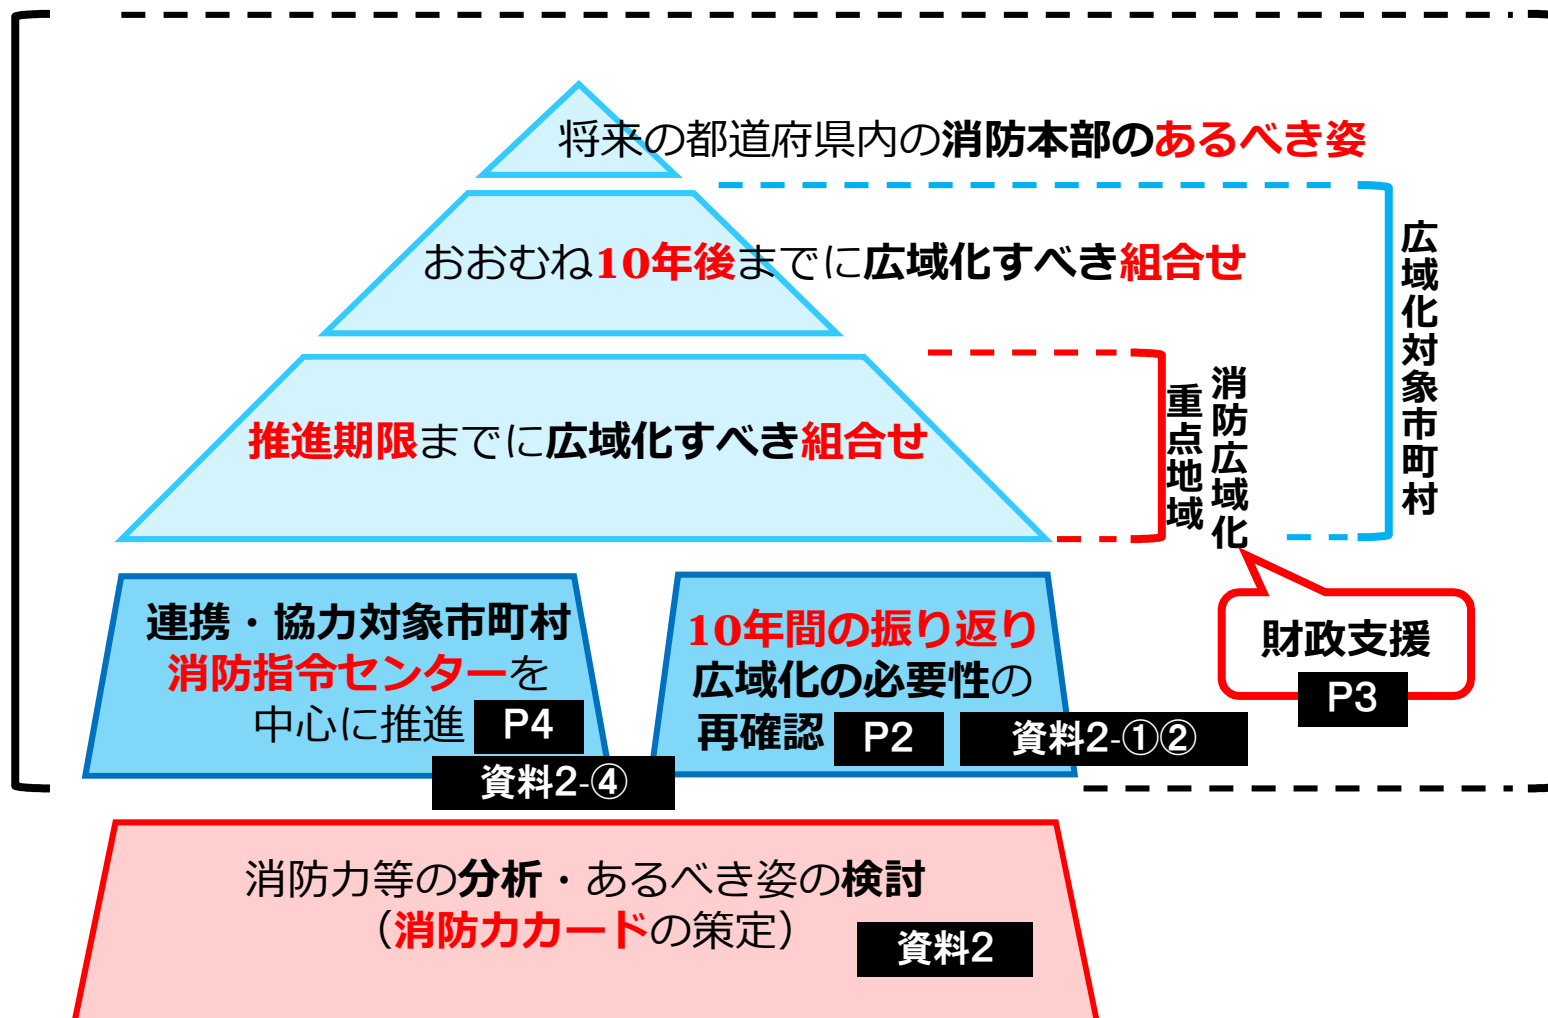 将来の都道府県内の消防本部のあるべき姿
おおむね10年後までに広域化すべき組合せ
広域化対象市町村
推進期限までに広域化すべき組合せ
消防広域化
重点地域
財政支援
P3
連携・協力対象市町村
消防指令センターを
中心に推進
P4
資料2-④
10年間の振り返り
広域化の必要性の
再確認
P2
資料2-①②
消防力等の分析・あるべき姿の検討
（消防力カードの策定）
資料2